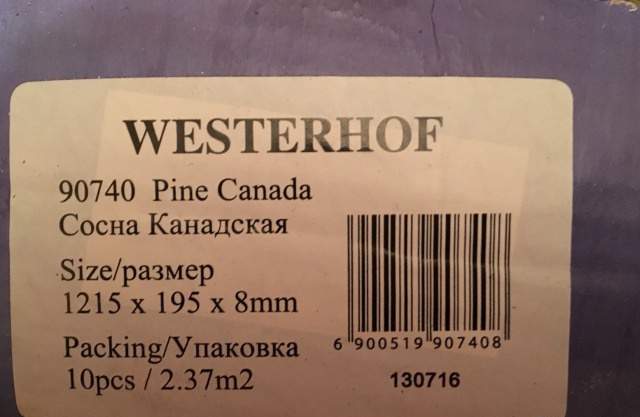 WESTERHOF
90740 Pine Canada
Сосна Канадская
Size/размер
1215 x 195 x 8mm
Packing/Упаковка
10pcs / 2.37m2
6 900519 907408
130716